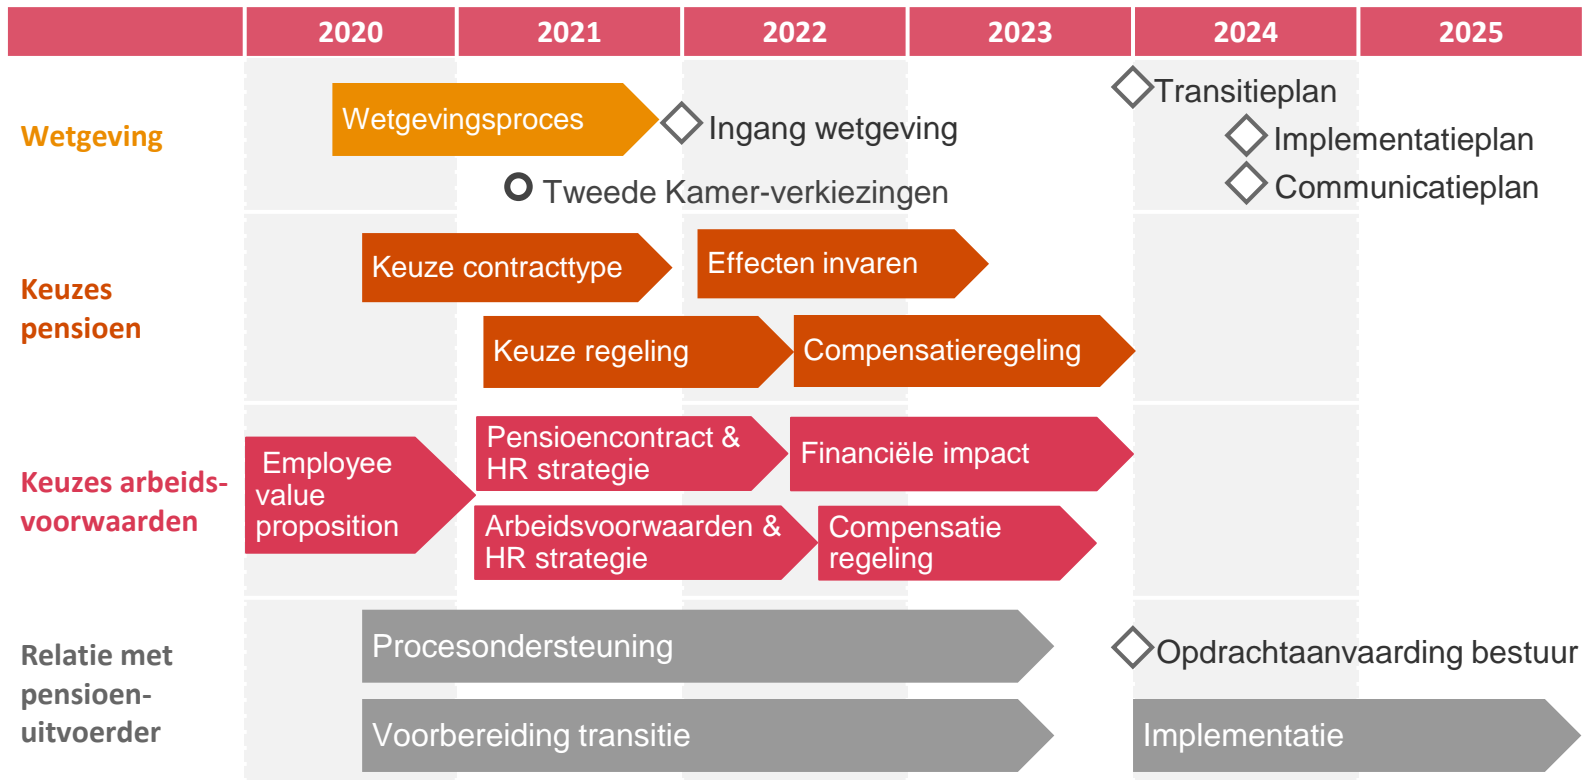 2020 2021 2022 2023 2024 2025
Wetgeving
Wetgevingsproces
Ingang wetgeving
Tweede Kamer-verkiezingen
Transitieplan
Implementatieplan
Communicatieplan
Keuzes
pensioen
Keuze contracttype
Effecten invaren
Keuze regeling
Compensatieregeling
Keuzes arbeids-
voorwaarden
Employee
value
proposition
Pensioencontract &
HR strategie
Financiële impact
Arbeidsvoorwaarden &
HR strategie
Compensatie
regeling
Relatie met
pensioen-
uitvoerder
Procesondersteuning
Opdrachtaanvaarding bestuur
Voorbereiding transitie
Implementatie